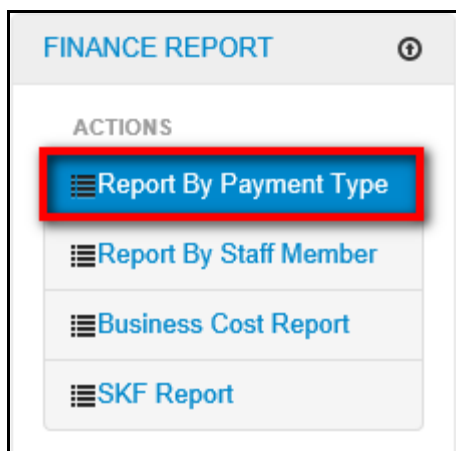 FINANCE REPORT
ACTIONS
Report By Payment Type
Report By Staff Member
Business Cost Report
SKF Report